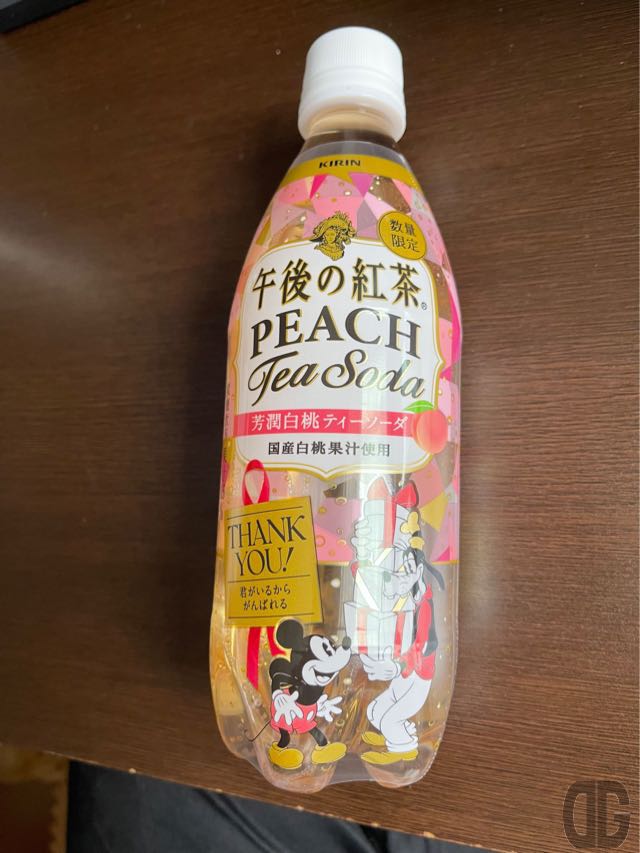 KIRIN
数量
限定
午後の紅茶®
PEACH
Tea Soda
芳潤白桃ティーソーダ
国産白桃果汁使用
THANK
YOU!
君がいるから
がんばれる
DG